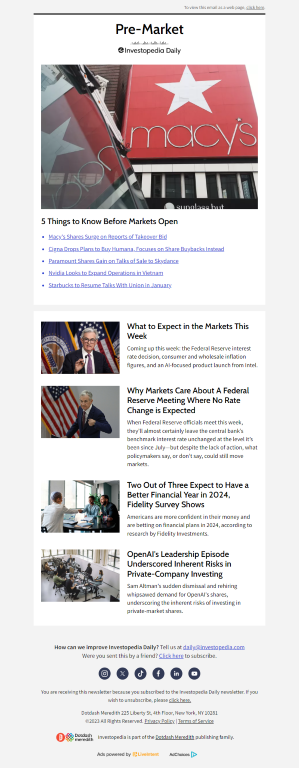 To view this email as a web page, click here.
Pre-Market
Investopedia Daily
macy's
sunglass hut
5 Things to Know Before Markets Open
Macy's Shares Surge on Reports of Takeover Bid
Cigna Drops Plans to Buy Humana, Focuses on Share Buybacks Instead
Paramount Shares Gain on Talks of Sale to Skydance
Nvidia Looks to Expand Operations in Vietnam
Starbucks to Resume Talks With Union in January
What to Expect in the Markets This
Week
Coming up this week: the Federal Reserve interest
rate decision, consumer and wholesale inflation
figures, and an AI-focused product launch from Intel.
Why Markets Care About A Federal
Reserve Meeting Where No Rate
Change is Expected
When Federal Reserve officials meet this week,
they'll almost certainly leave the central bank's
benchmark interest rate unchanged at the level it's
been since July—but despite the lack of action, what
policymakers say, or don't say, could still move
markets.
Two Out of Three Expect to Have a
Better Financial Year in 2024,
Fidelity Survey Shows
Americans are more confident in their money and
are betting on financial plans in 2024, according to
research by Fidelity Investments.
OpenAI's Leadership Episode
Underscored Inherent Risks in
Private-Company Investing
Sam Altman's sudden dismissal and rehiring
whipsawed demand for OpenAI's shares,
underscoring the inherent risks of investing in
private-market shares.
How can we improve Investopedia Daily? Tell us at daily@investopedia.com
Were you sent this by a friend? Click here to subscribe.
You are receiving this newsletter because you subscribed to the Investopedia Daily newsletter. If you
wish to unsubscribe, please click here.
Dotdash Meredith 225 Liberty St, 4th Floor, New York, NY 10281
©2023 All Rights Reserved. Privacy Policy | Terms of Service
Dotdash
meredith
Investopedia is part of the Dotdash Meredith publishing family.
Ads powered by
LiveIntent
AdChoices